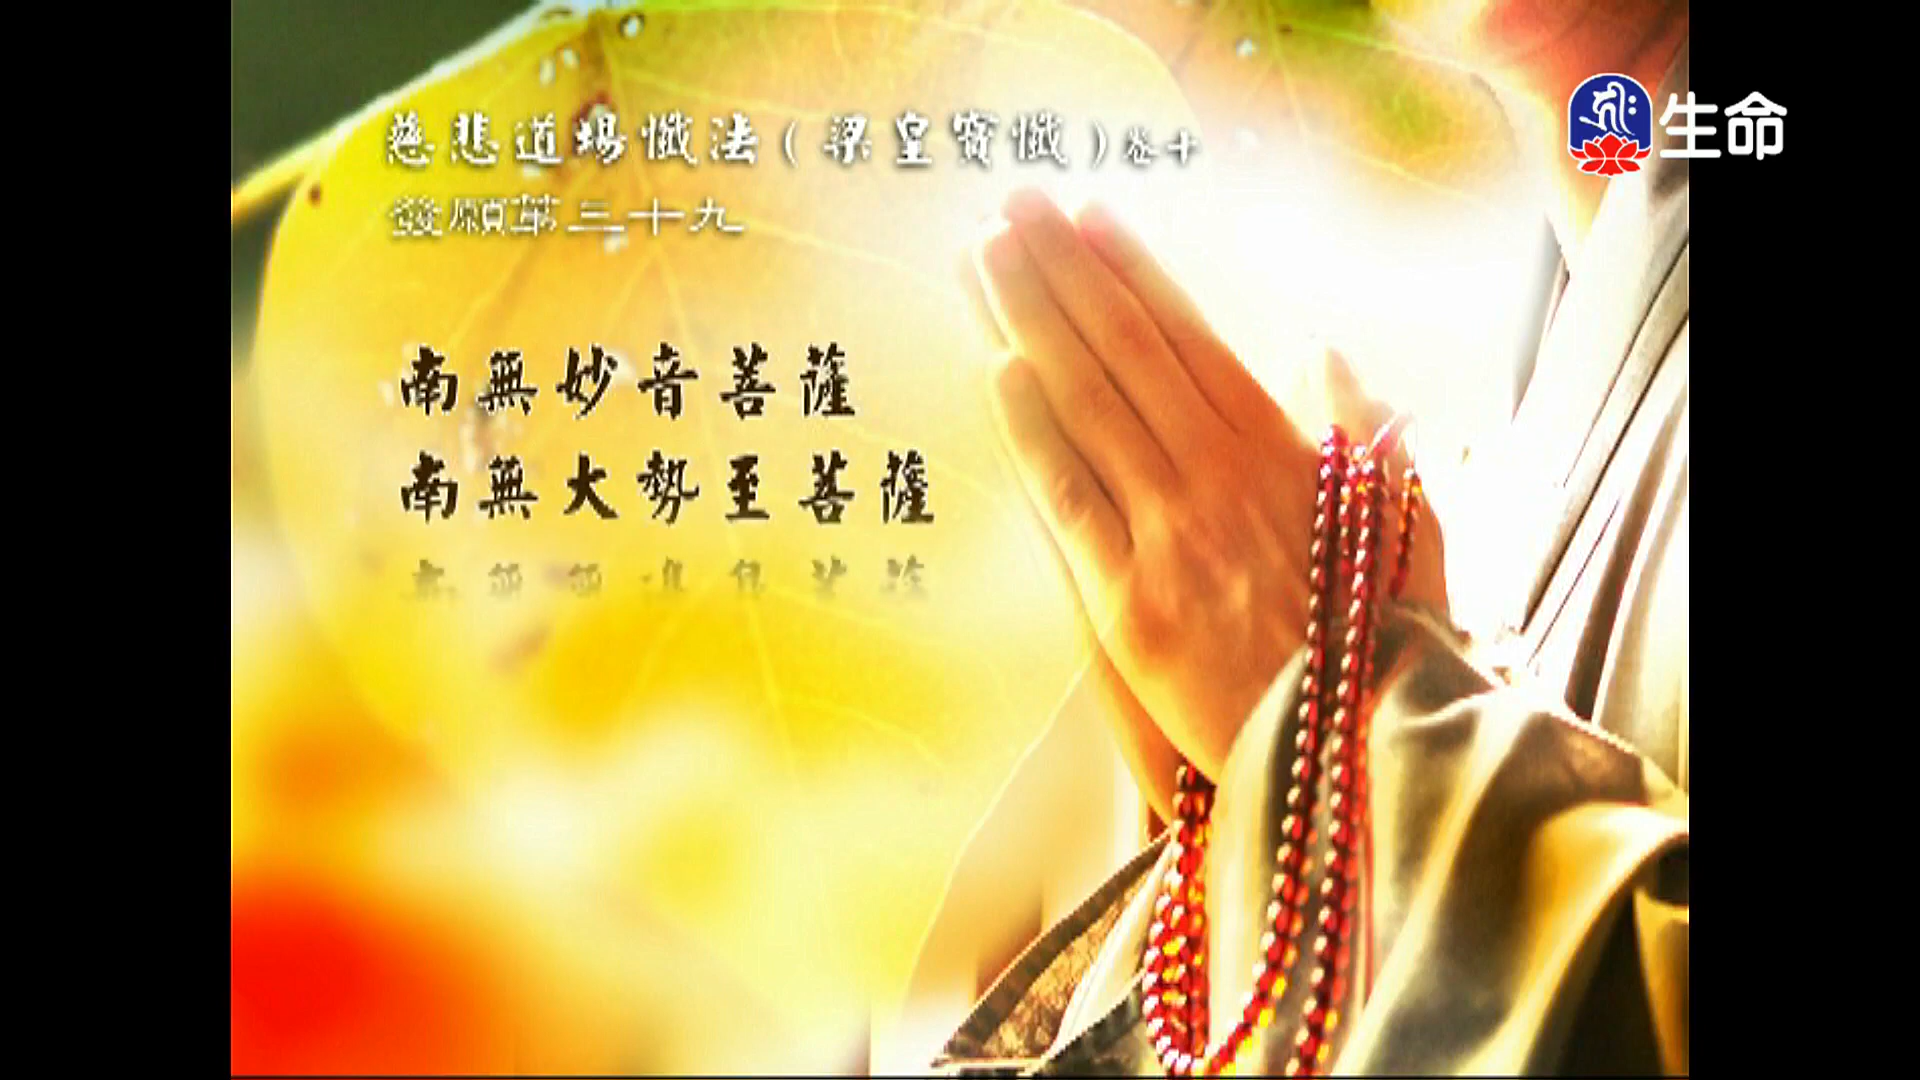 慈悲道場懺法(梁皇寶懺)卷十
生命
發願第三十九
南無妙音菩薩
南無大勢至菩薩